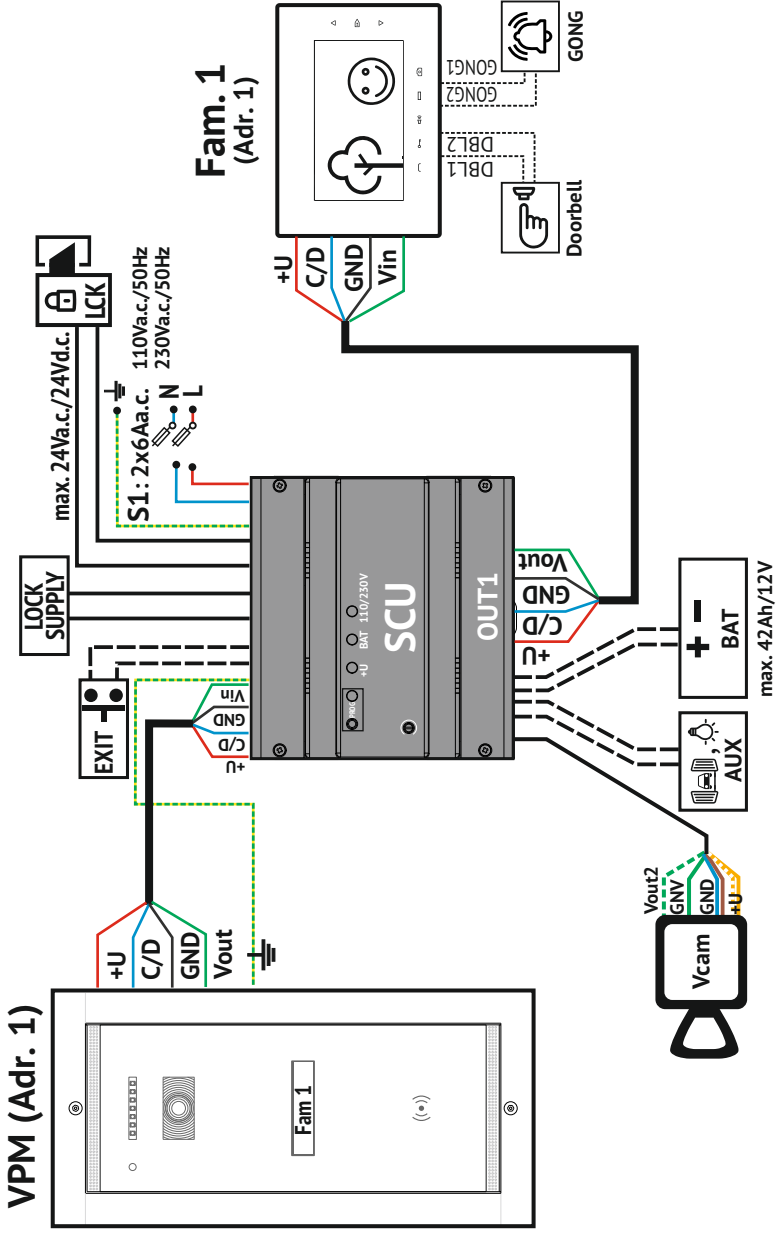 VPM (Adr. 1)
Fam 1
+U
C/D
GND
Vout
EXIT
LOCK
SUPPLY
max. 24Va.c./24Vd.c.
LCK
S1: 2x6Aa.c.
110Va.c./50Hz
230Va.c./50Hz
N
L
+U
C/D
GND
Vin
PROG
+U
BAT
110/230V
SCU
OUT1
+U
C/D
GND
Vout
Fam. 1
(Adr. 1)
+U
C/D
GND
Vin
DBL1
DBL2
GONG2
GONG1
Doorbell
GONG
Vcam
Vout2
GNV
GND
+U
,
AUX
+ –
BAT
max. 42Ah/12V